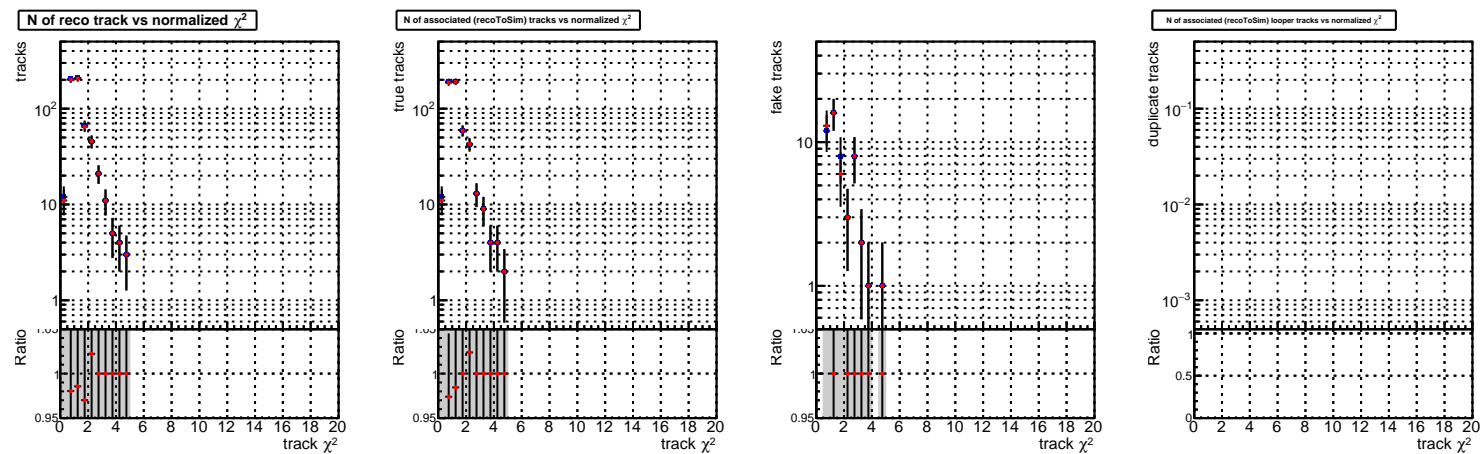 N of reco track vs normalized χ²
tracks
10²
10
1
Ratio
1.05
1
0.95
0 2 4 6 8 10 12 14 16 18 20
track χ²
N of associated (recoToSim) tracks vs normalized χ²
true tracks
10²
10
1
Ratio
1.05
1
0.95
0 2 4 6 8 10 12 14 16 18 20
track χ²
fake tracks
10
1
Ratio
1.05
1
0.95
0 2 4 6 8 10 12 14 16 18 20
track χ²
N of associated (recoToSim) looper tracks vs normalized χ²
duplicate tracks
10⁻¹
10⁻²
10⁻³
Ratio
1
0.5
0
0 2 4 6 8 10 12 14 16 18 20
track χ²